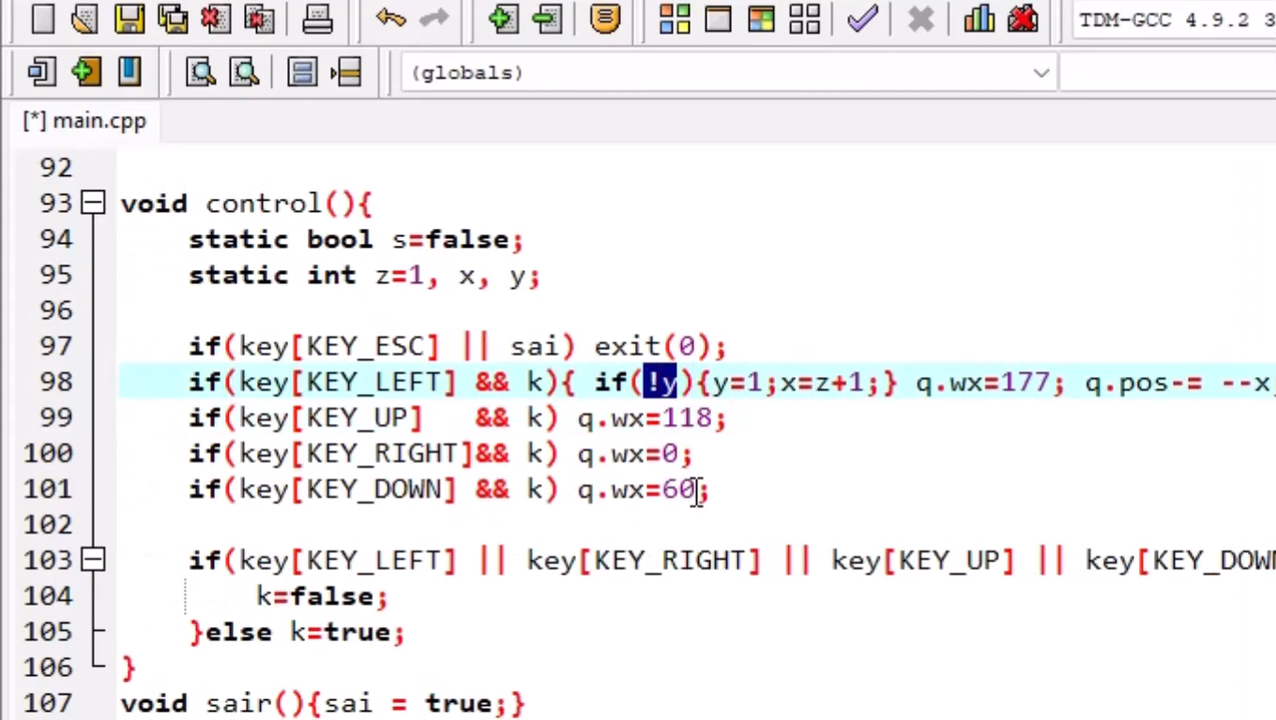 TDM-GCC 4.9.2 3
(globals)
[*] main.cpp
92
93 void control(){
94 static bool s=false;
95 static int z=1, x, y;
96
97 if(key[KEY_ESC] || sai) exit(0);
98 if(key[KEY_LEFT] && k){ if(!y){y=1;x=z+1;} q.wx=177; q.pos-= --x
99 if(key[KEY_UP] && k) q.wx=118;
100 if(key[KEY_RIGHT]&& k) q.wx=0;
101 if(key[KEY_DOWN] && k) q.wx=60;
102
103 if(key[KEY_LEFT] || key[KEY_RIGHT] || key[KEY_UP] || key[KEY_DOWN
104 k=false;
105 }else k=true;
106 }
107 void sair(){sai = true;}